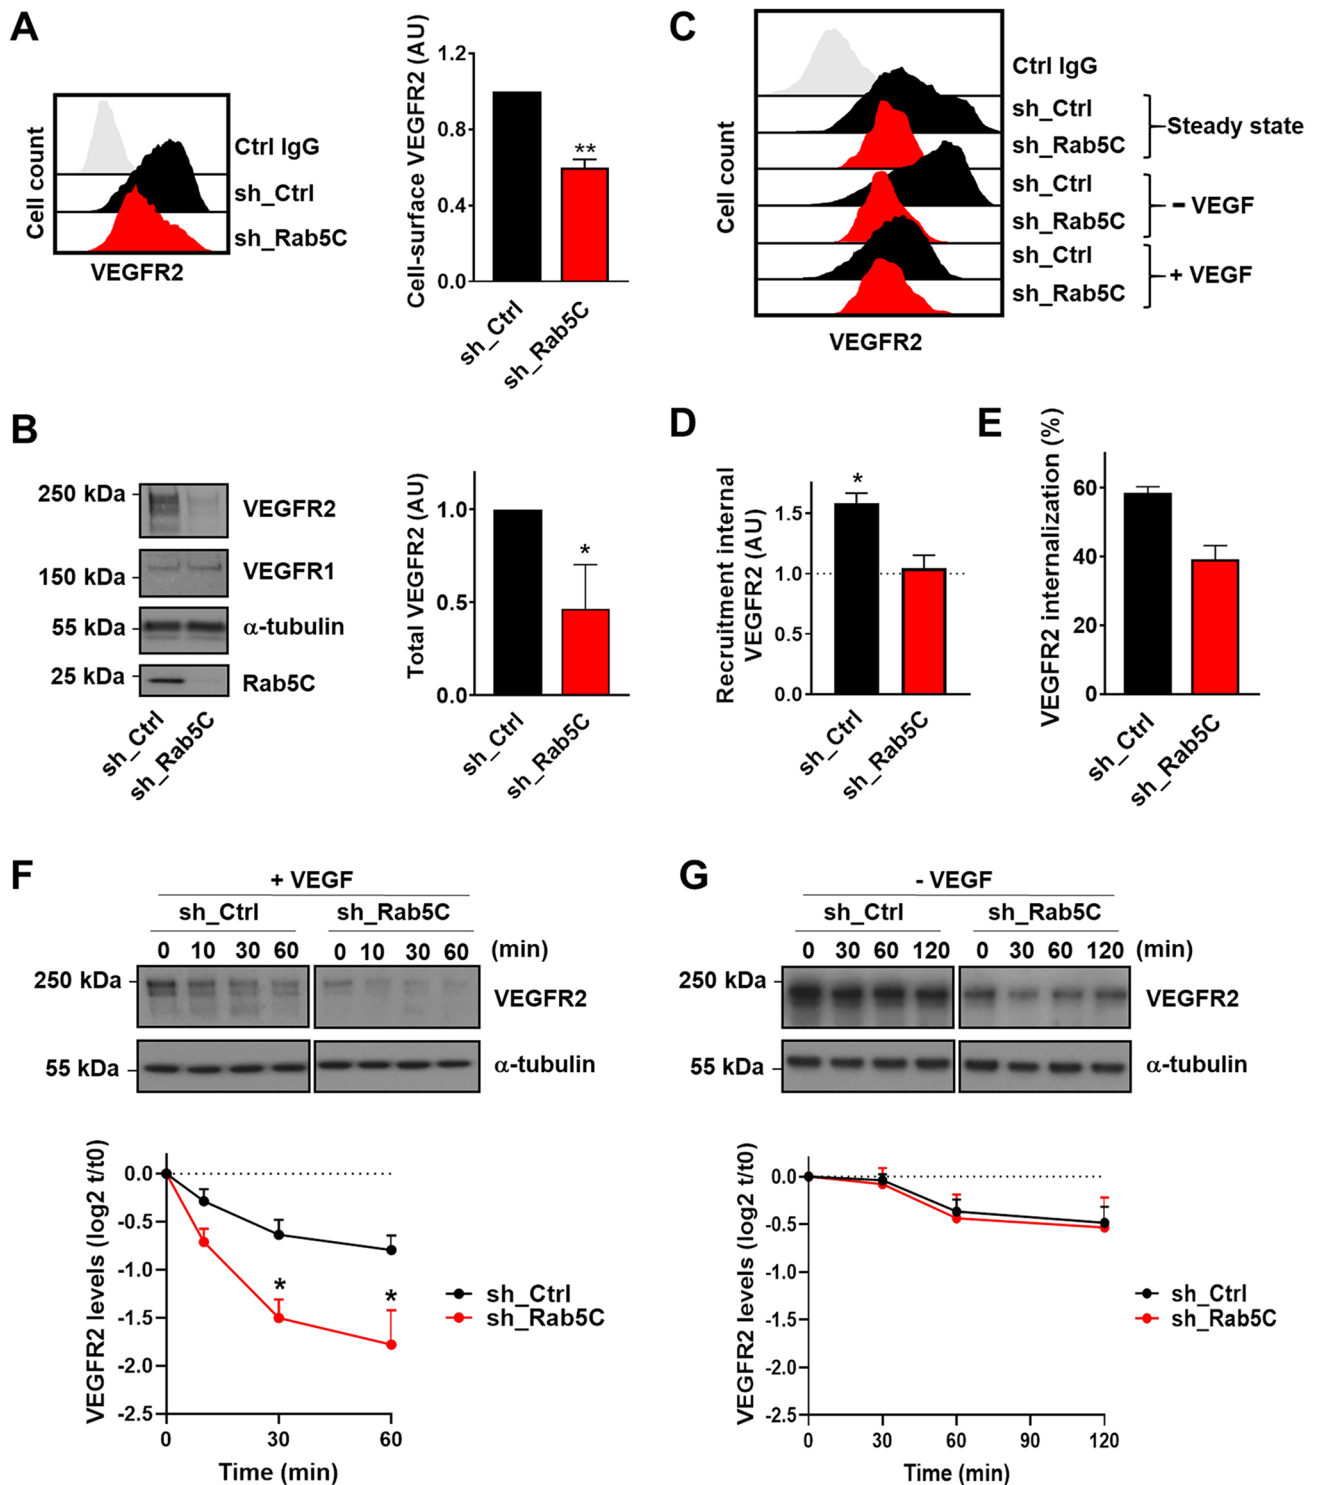 A
Cell count
Ctrl IgG
sh_Ctrl
sh_Rab5C
VEGFR2
Cell-surface VEGFR2 (AU)
1.2
0.8
0.4
0.0
**
sh_Ctrl
sh_Rab5C
C
Cell count
Ctrl IgG
sh_Ctrl
sh_Rab5C
Steady state
sh_Ctrl
sh_Rab5C
- VEGF
sh_Ctrl
sh_Rab5C
+ VEGF
VEGFR2
B
250 kDa
VEGFR2
150 kDa
VEGFR1
55 kDa
α-tubulin
25 kDa
Rab5C
sh_Ctrl
sh_Rab5C
Total VEGFR2 (AU)
1.0
0.5
0.0
*
sh_Ctrl
sh_Rab5C
D
Recruitment internal
VEGFR2 (AU)
1.5
1.0
0.5
0.0
*
sh_Ctrl
sh_Rab5C
E
VEGFR2 internalization (%)
60
40
20
0
sh_Ctrl
sh_Rab5C
F
+ VEGF
sh_Ctrl sh_Rab5C
0 10 30 60 0 10 30 60 (min)
250 kDa
VEGFR2
55 kDa
α-tubulin
VEGFR2 levels (log2 t/t0)
0.0
-0.5
-1.0
-1.5
-2.0
-2.5
* *
0 30 60
Time (min)
sh_Ctrl
sh_Rab5C
G
- VEGF
sh_Ctrl sh_Rab5C
0 30 60 120 0 30 60 120 (min)
250 kDa
VEGFR2
55 kDa
α-tubulin
VEGFR2 levels (log2 t/t0)
0.0
-0.5
-1.0
-1.5
-2.0
-2.5
0 30 60 90 120
Time (min)
sh_Ctrl
sh_Rab5C